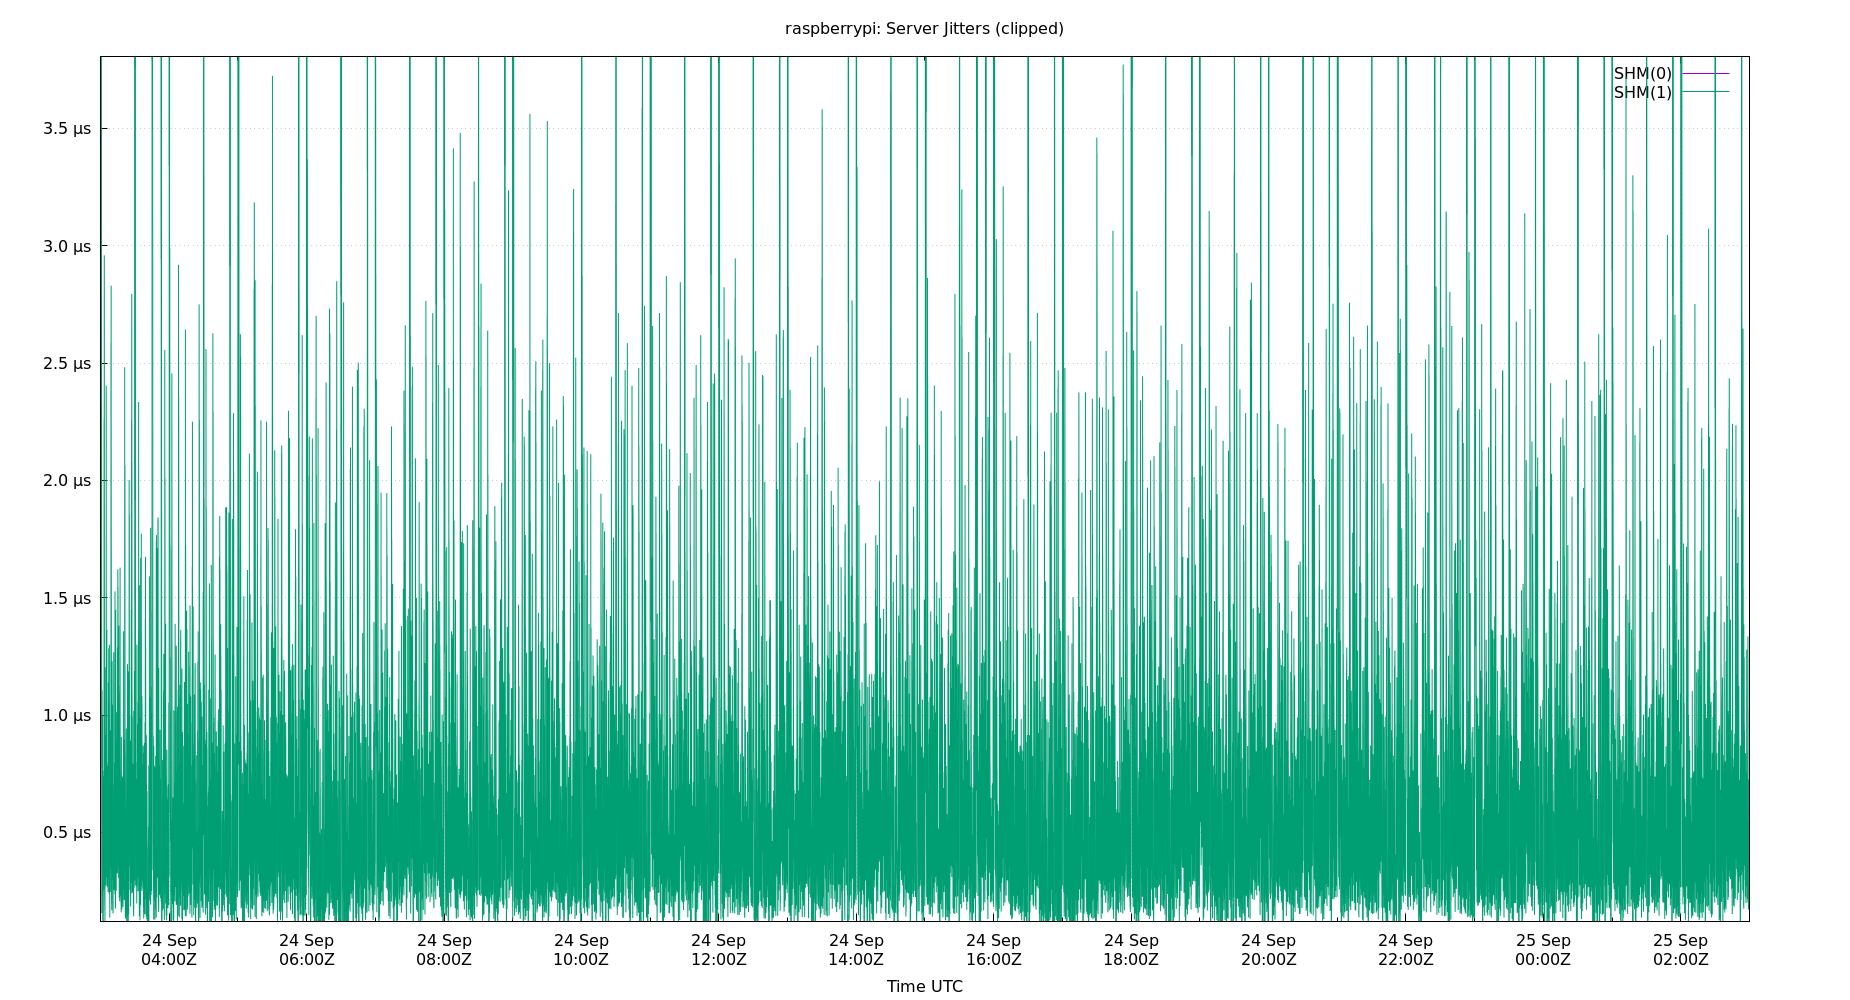 raspberrypi: Server Jitters (clipped)
SHM(0)
SHM(1)
3.5 µs
3.0 µs
2.5 µs
2.0 µs
1.5 µs
1.0 µs
0.5 µs
24 Sep 24 Sep 24 Sep 24 Sep 24 Sep 24 Sep 24 Sep 24 Sep 24 Sep 24 Sep 25 Sep 25 Sep
04:00Z 06:00Z 08:00Z 10:00Z 12:00Z 14:00Z 16:00Z 18:00Z 20:00Z 22:00Z 00:00Z 02:00Z
Time UTC